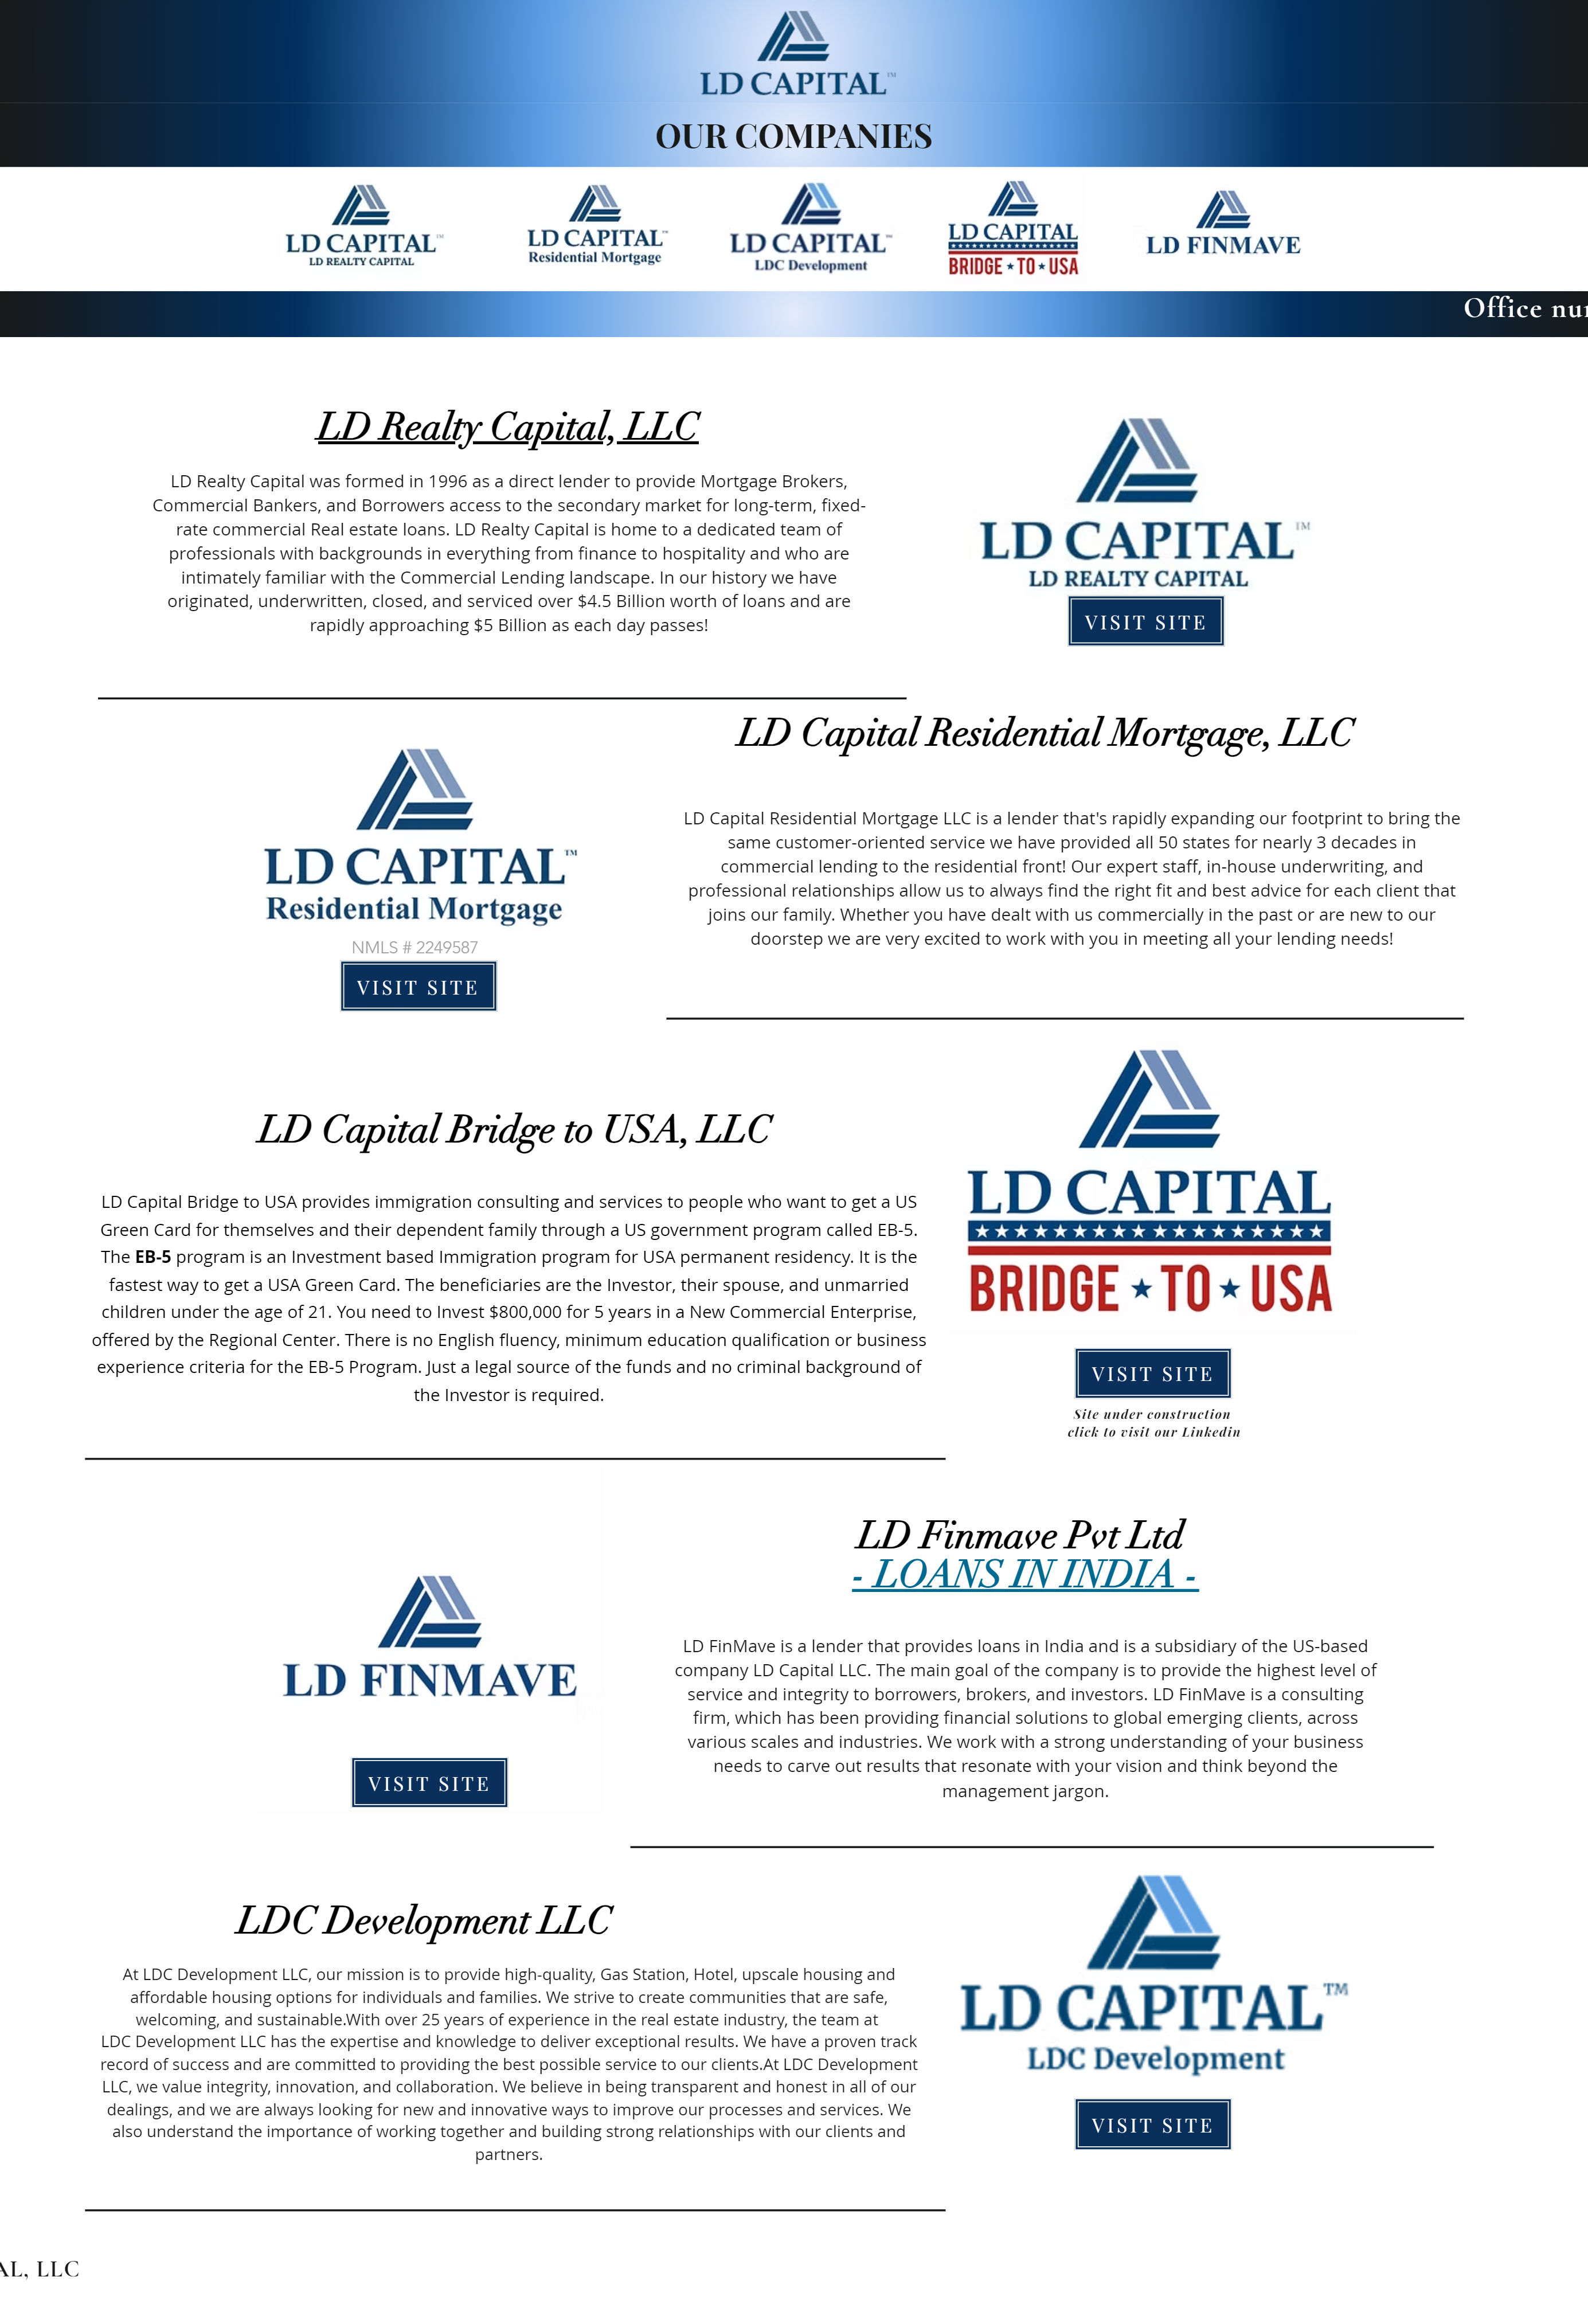 LD CAPITAL™
OUR COMPANIES
LD CAPITAL™
LD REALTY CAPITAL
LD CAPITAL™
Residential Mortgage
LD CAPITAL™
LDC Development
LD CAPITAL
BRIDGE ★ TO ★ USA
LD FINMAVE
Office
LD Realty Capital, LLC
LD Realty Capital was formed in 1996 as a direct lender to provide Mortgage Brokers,
Commercial Bankers, and Borrowers access to the secondary market for long-term, fixed-
rate commercial Real estate loans. LD Realty Capital is home to a dedicated team of
professionals with backgrounds in everything from finance to hospitality and who are
intimately familiar with the Commercial Lending landscape. In our history we have
originated, underwritten, closed, and serviced over $4.5 Billion worth of loans and are
rapidly approaching $5 Billion as each day passes!
LD CAPITAL™
LD REALTY CAPITAL
VISIT SITE
LD Capital Residential Mortgage, LLC
LD Capital Residential Mortgage LLC is a lender that's rapidly expanding our footprint to bring the
same customer-oriented service we have provided all 50 states for nearly 3 decades in
commercial lending to the residential front! Our expert staff, in-house underwriting, and
professional relationships allow us to always find the right fit and best advice for each client that
joins our family. Whether you have dealt with us commercially in the past or are new to our
doorstep we are very excited to work with you in meeting all your lending needs!
LD CAPITAL™
Residential Mortgage
NMLS # 2249587
VISIT SITE
LD Capital Bridge to USA, LLC
LD Capital Bridge to USA provides immigration consulting and services to people who want to get a US
Green Card for themselves and their dependent family through a US government program called EB-5.
The EB-5 program is an Investment based Immigration program for USA permanent residency. It is the
fastest way to get a USA Green Card. The beneficiaries are the Investor, their spouse, and unmarried
children under the age of 21. You need to Invest $800,000 for 5 years in a New Commercial Enterprise,
offered by the Regional Center. There is no English fluency, minimum education qualification or business
experience criteria for the EB-5 Program. Just a legal source of the funds and no criminal background of
the Investor is required.
LD CAPITAL
BRIDGE ★ TO ★ USA
VISIT SITE
Site under construction
click to visit our Linkedin
LD Finmave Pvt Ltd
- LOANS IN INDIA -
LD FinMave is a lender that provides loans in India and is a subsidiary of the US-based
company LD Capital LLC. The main goal of the company is to provide the highest level of
service and integrity to borrowers, brokers, and investors. LD FinMave is a consulting
firm, which has been providing financial solutions to global emerging clients, across
various scales and industries. We work with a strong understanding of your business
needs to carve out results that resonate with your vision and think beyond the
management jargon.
LD FINMAVE
VISIT SITE
LDC Development LLC
At LDC Development LLC, our mission is to provide high-quality, Gas Station, Hotel, upscale housing and
affordable housing options for individuals and families. We strive to create communities that are safe,
welcoming, and sustainable.With over 25 years of experience in the real estate industry, the team at
LDC Development LLC has the expertise and knowledge to deliver exceptional results. We have a proven track
record of success and are committed to providing the best possible service to our clients.At LDC Development
LLC, we value integrity, innovation, and collaboration. We believe in being transparent and honest in all of our
dealings, and we are always looking for new and innovative ways to improve our processes and services. We
also understand the importance of working together and building strong relationships with our clients and
partners.
LD CAPITAL™
LDC Development
VISIT SITE
AL, LLC